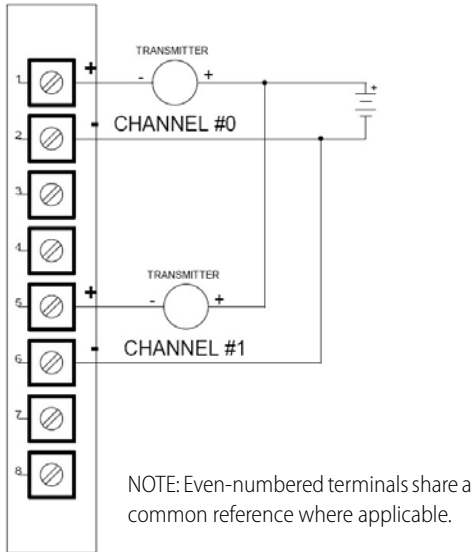 TRANSMITTER
1 + - + +
2 - CHANNEL #0
3
4
TRANSMITTER
5 + - +
6 - CHANNEL #1
7
8
NOTE: Even-numbered terminals share a
common reference where applicable.